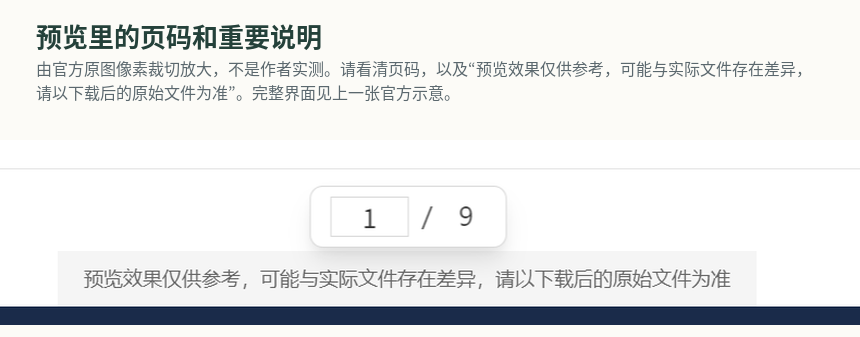 预览里的页码和重要说明
由官方原图像素裁切放大，不是作者实测。请看清页码，以及“预览效果仅供参考，可能与实际文件存在差异，
请以下载后的原始文件为准”。完整界面见上一张官方示意。
1 / 9
预览效果仅供参考，可能与实际文件存在差异，请以下载后的原始文件为准